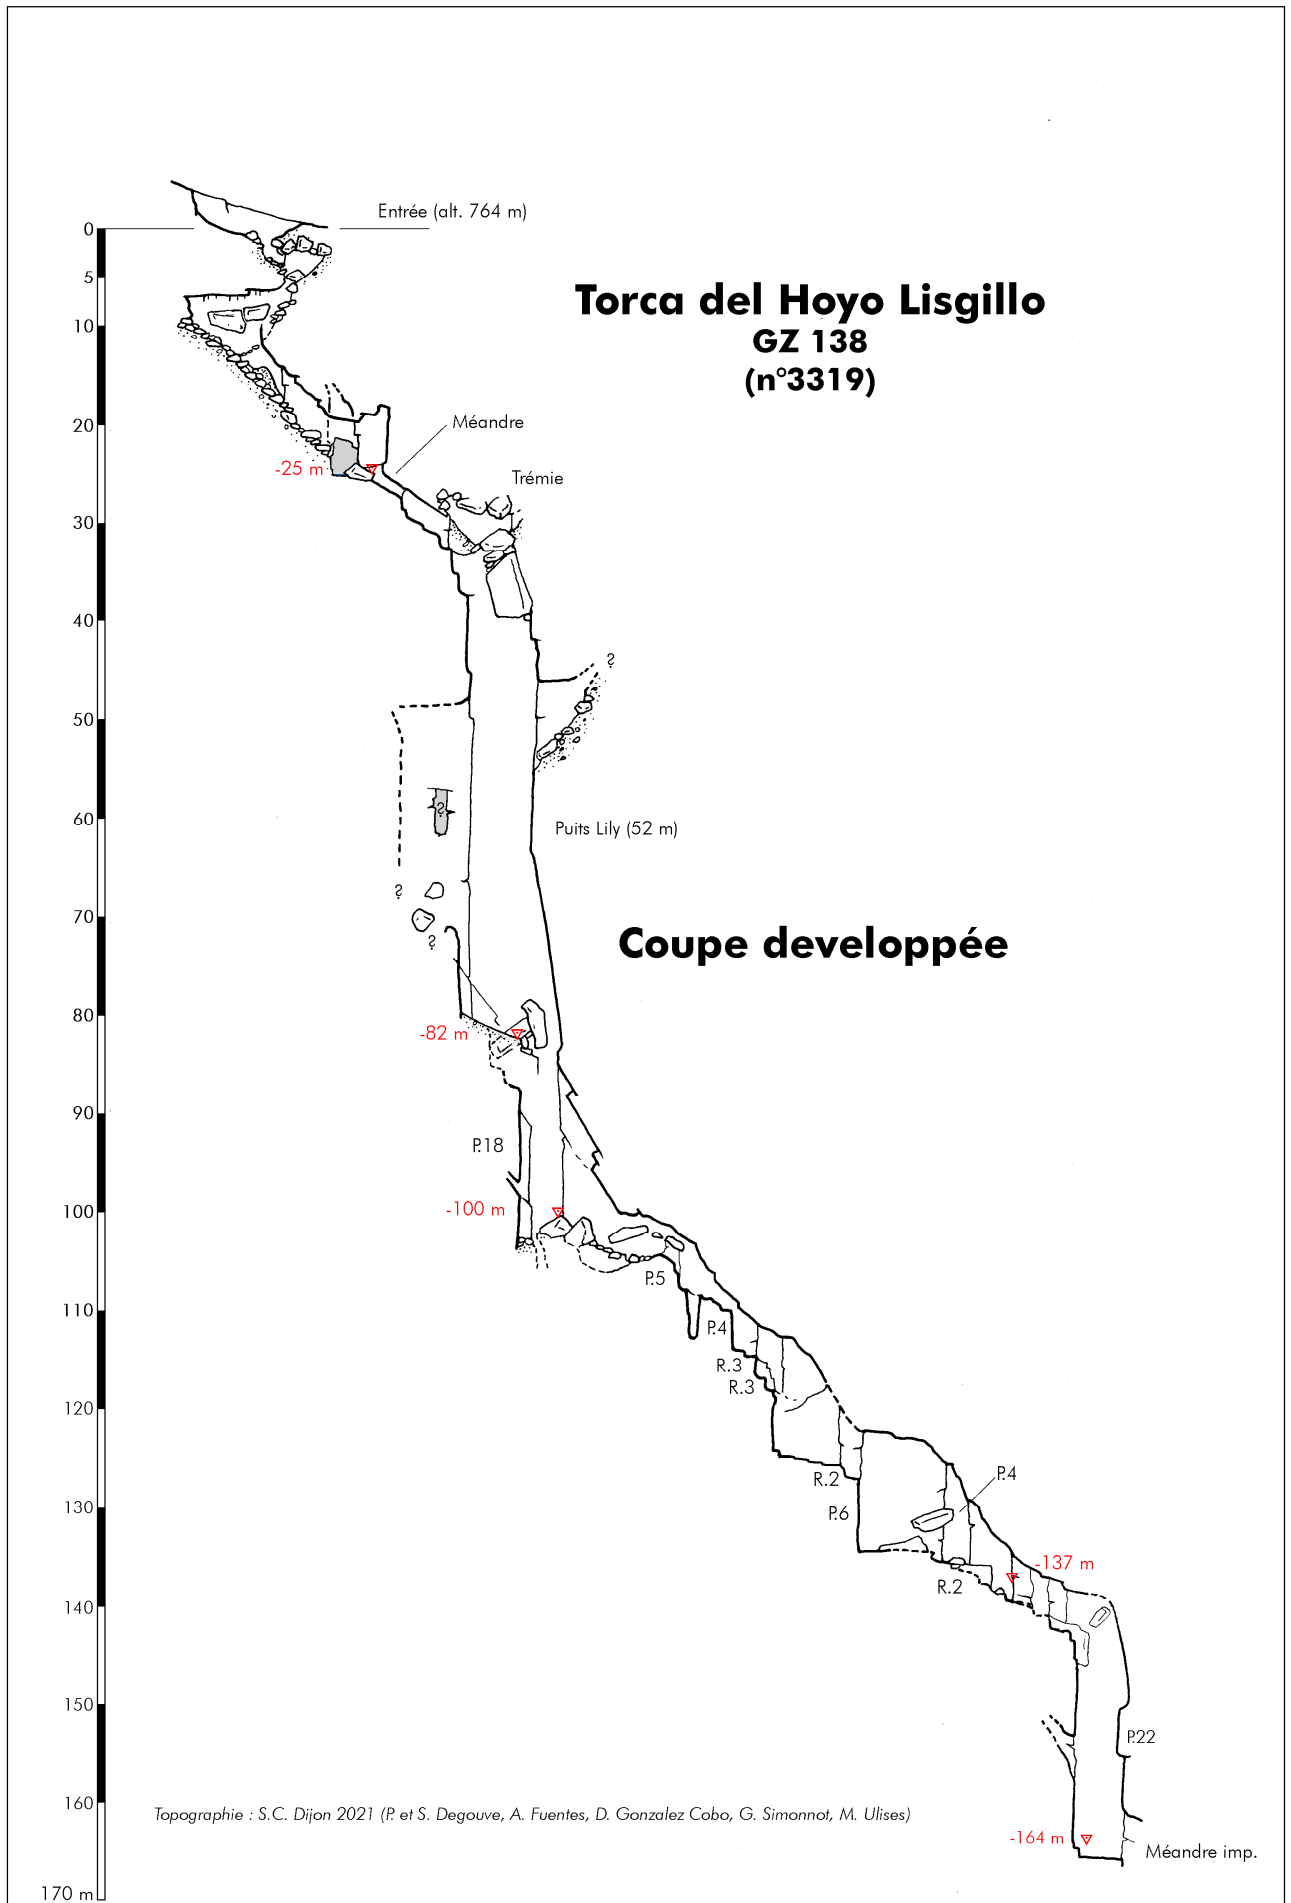 Entrée (alt. 764 m)
0
5
10
20
30
40
50
60
70
80
90
100
110
120
130
140
150
160
170 m
Torca del Hoyo Lisgillo
GZ 138
(n°3319)
Méandre
-25 m
Trémie
?
?
Puits Lily (52 m)
?
?
Coupe developpée
-82 m
P.18
-100 m
P.5
P.4
R.3
R.3
R.2
P.4
P.6
-137 m
R.2
P.22
Topographie : S.C. Dijon 2021 (P. et S. Degouve, A. Fuentes, D. Gonzalez Cobo, G. Simonnot, M. Ulises)
-164 m
Méandre imp.